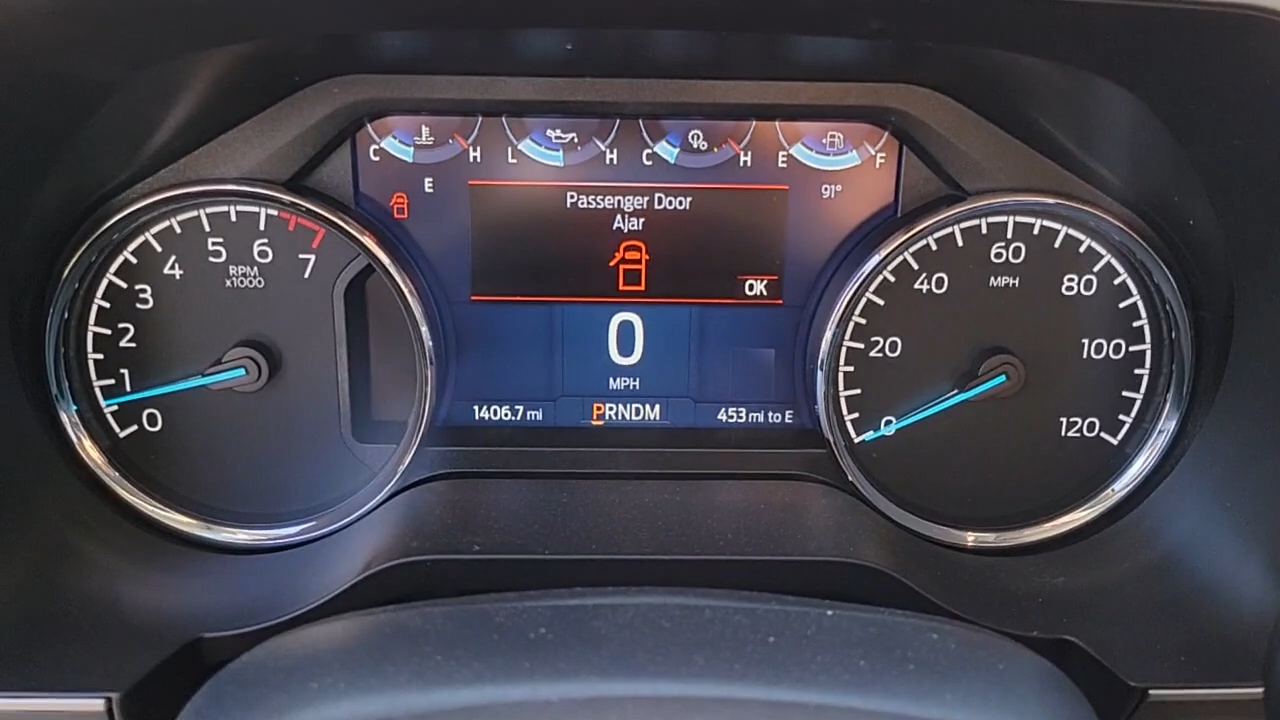 C H L H C H E F
E
91°
Passenger Door
Ajar
OK
0
MPH
1406.7 mi
PRNDM
453 mi to E
0
1
2
3
4
5
6
7
RPM
x1000
0
20
40
60
80
100
120
MPH